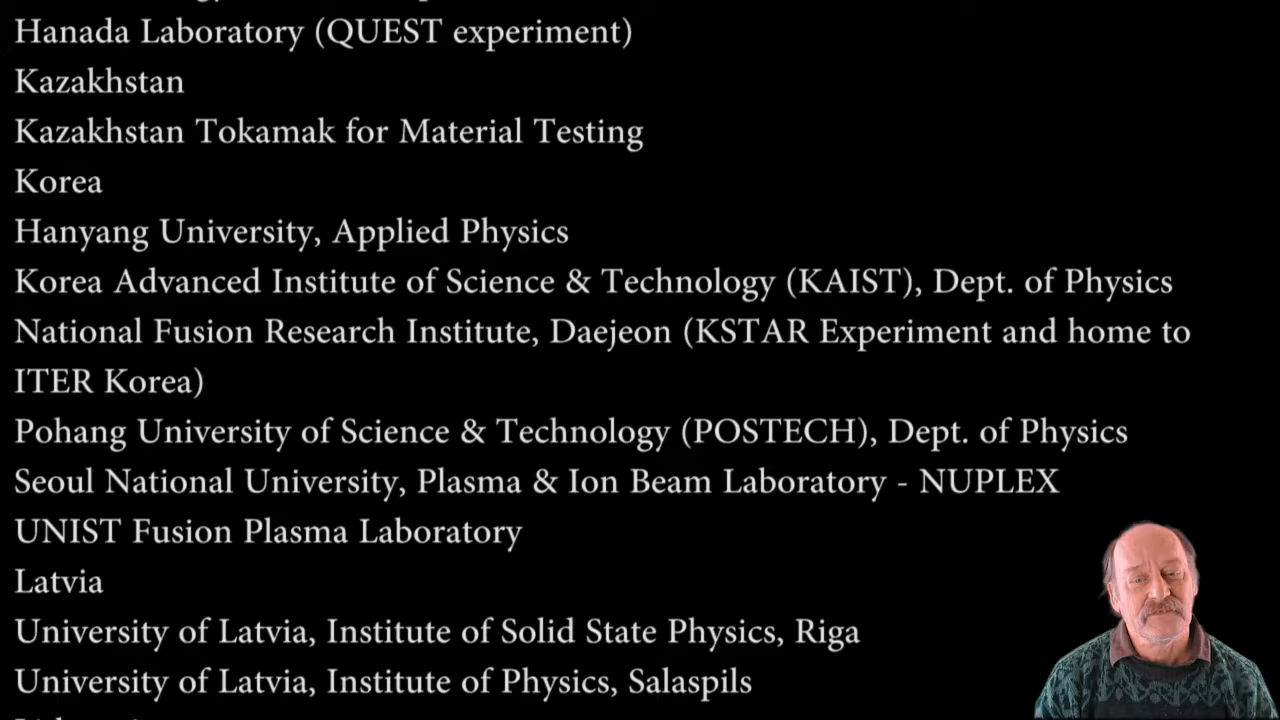 Hanada Laboratory (QUEST experiment)
Kazakhstan
Kazakhstan Tokamak for Material Testing
Korea
Hanyang University, Applied Physics
Korea Advanced Institute of Science & Technology (KAIST), Dept. of Physics
National Fusion Research Institute, Daejeon (KSTAR Experiment and home to
ITER Korea)
Pohang University of Science & Technology (POSTECH), Dept. of Physics
Seoul National University, Plasma & Ion Beam Laboratory - NUPLEX
UNIST Fusion Plasma Laboratory
Latvia
University of Latvia, Institute of Solid State Physics, Riga
University of Latvia, Institute of Physics, Salaspils